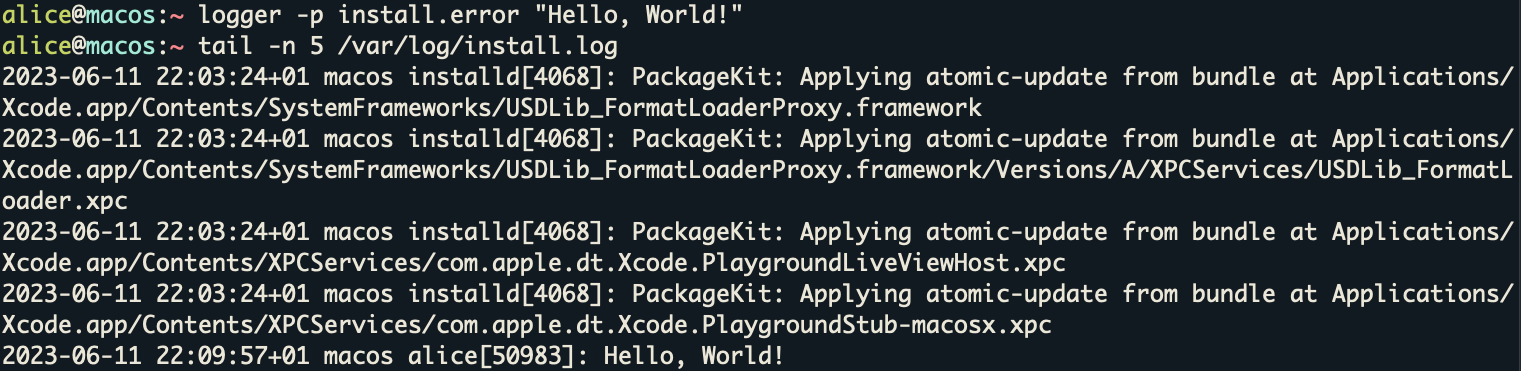 alice@macos:~ logger -p install.error "Hello, World!"
alice@macos:~ tail -n 5 /var/log/install.log
2023-06-11 22:03:24+01 macos installd[4068]: PackageKit: Applying atomic-update from bundle at Applications/
Xcode.app/Contents/SystemFrameworks/USDLib_FormatLoaderProxy.framework
2023-06-11 22:03:24+01 macos installd[4068]: PackageKit: Applying atomic-update from bundle at Applications/
Xcode.app/Contents/SystemFrameworks/USDLib_FormatLoaderProxy.framework/Versions/A/XPCServices/USDLib_FormatL
oader.xpc
2023-06-11 22:03:24+01 macos installd[4068]: PackageKit: Applying atomic-update from bundle at Applications/
Xcode.app/Contents/XPCServices/com.apple.dt.Xcode.PlaygroundLiveViewHost.xpc
2023-06-11 22:03:24+01 macos installd[4068]: PackageKit: Applying atomic-update from bundle at Applications/
Xcode.app/Contents/XPCServices/com.apple.dt.Xcode.PlaygroundStub-macosx.xpc
2023-06-11 22:09:57+01 macos alice[50983]: Hello, World!